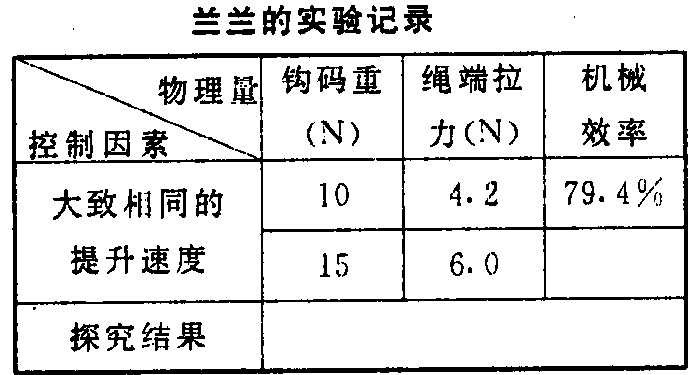 兰兰的实验记录
物理量
控制因素
钩码重
(N)
绳端拉
力(N)
机械
效率
大致相同的
提升速度
10
4.2
79.4%
15
6.0
探究结果